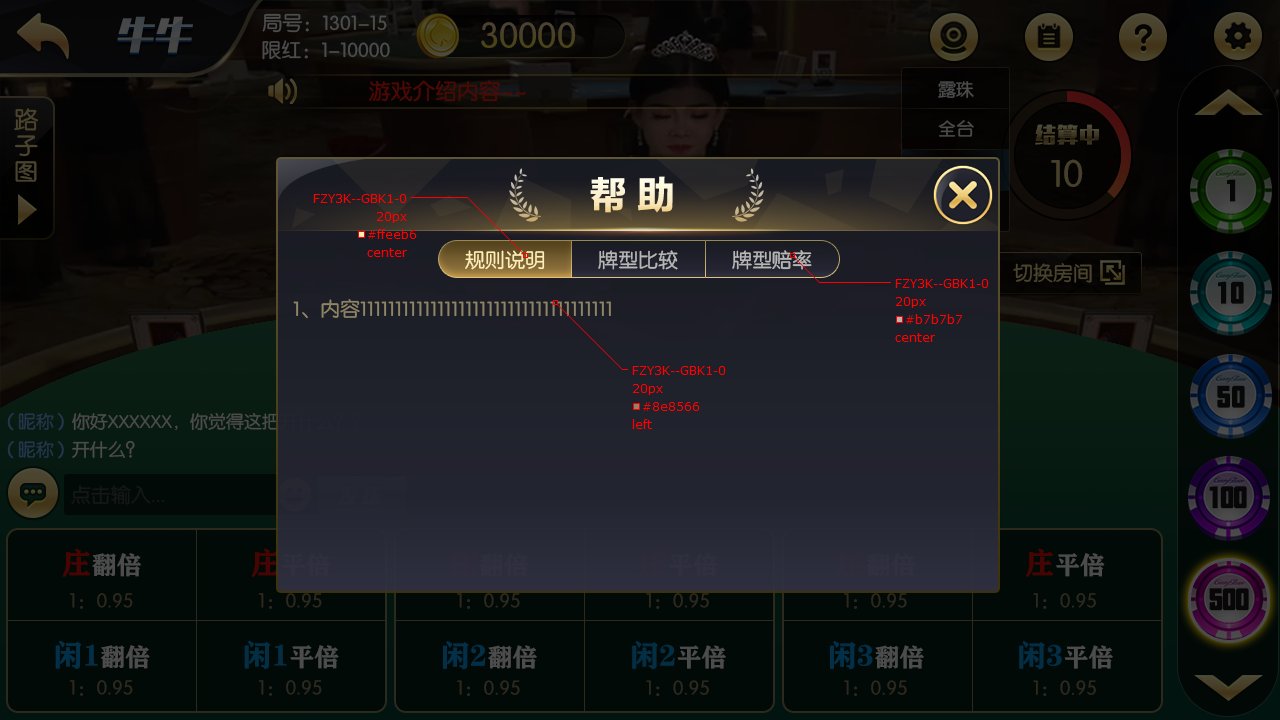 牛牛
局号：1301-15
限红：1-10000
30000
游戏介绍内容~~
露珠
全台
路子图
结算中
10
切换房间
帮助
规则说明
牌型比较
牌型赔率
FZY3K--GBK1-0
20px
#ffeeb6
center
FZY3K--GBK1-0
20px
#b7b7b7
center
1、内容11111111111111111111111111111111111
FZY3K--GBK1-0
20px
#8e8566
left
1
10
50
100
500
（昵称）你好XXXXXX，你觉得这把
（昵称）开什么？
点击输入...
庄翻倍
1：0.95
庄平倍
1：0.95
翻倍
1：0.95
平倍
1：0.95
翻倍
1：0.95
庄平倍
1：0.95
闲1翻倍
1：0.95
闲1平倍
1：0.95
闲2翻倍
1：0.95
闲2平倍
1：0.95
闲3翻倍
1：0.95
闲3平倍
1：0.95